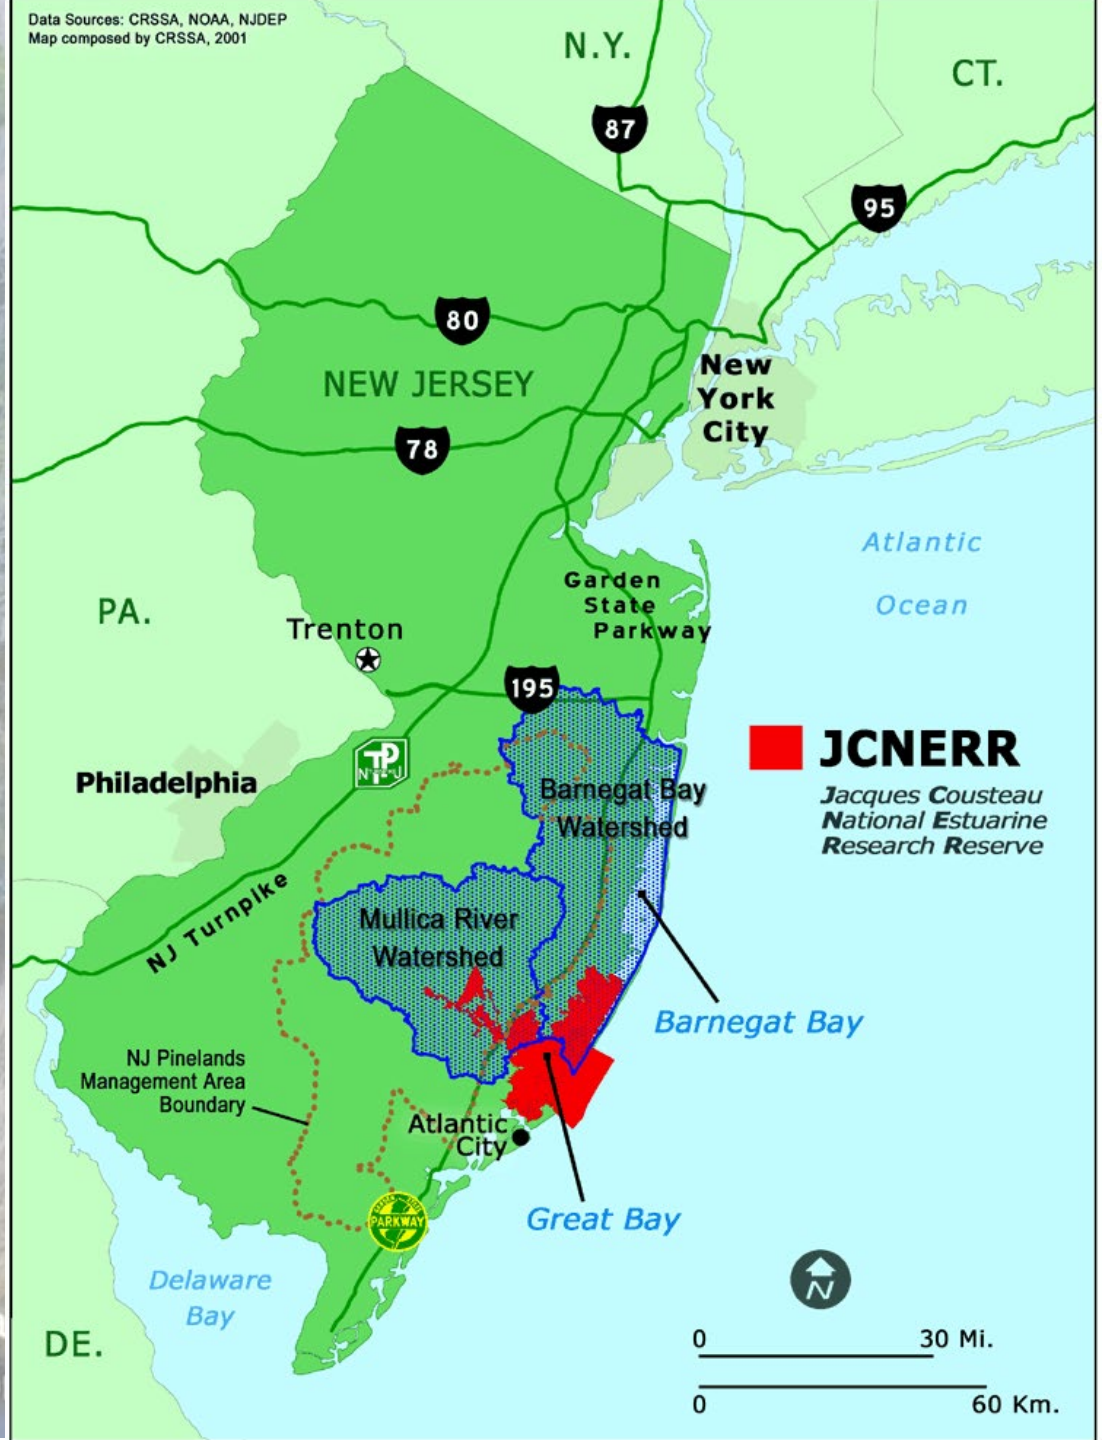 Data Sources: CRSSA, NOAA, NJDEP
Map composed by CRSSA, 2001
N.Y.
CT.
87
95
80
NEW JERSEY
New
York
City
78
Atlantic
Ocean
Garden
State
Parkway
PA.
Trenton
195
JCNERR
Jacques Cousteau
National Estuarine
Research Reserve
Philadelphia
Barnegat Bay
Watershed
NJ Turnpike
Mullica River
Watershed
Barnegat Bay
NJ Pinelands
Management Area
Boundary
Atlantic
City
PARKWAY
Great Bay
Delaware
Bay
N
DE.
0 30 Mi.
0 60 Km.